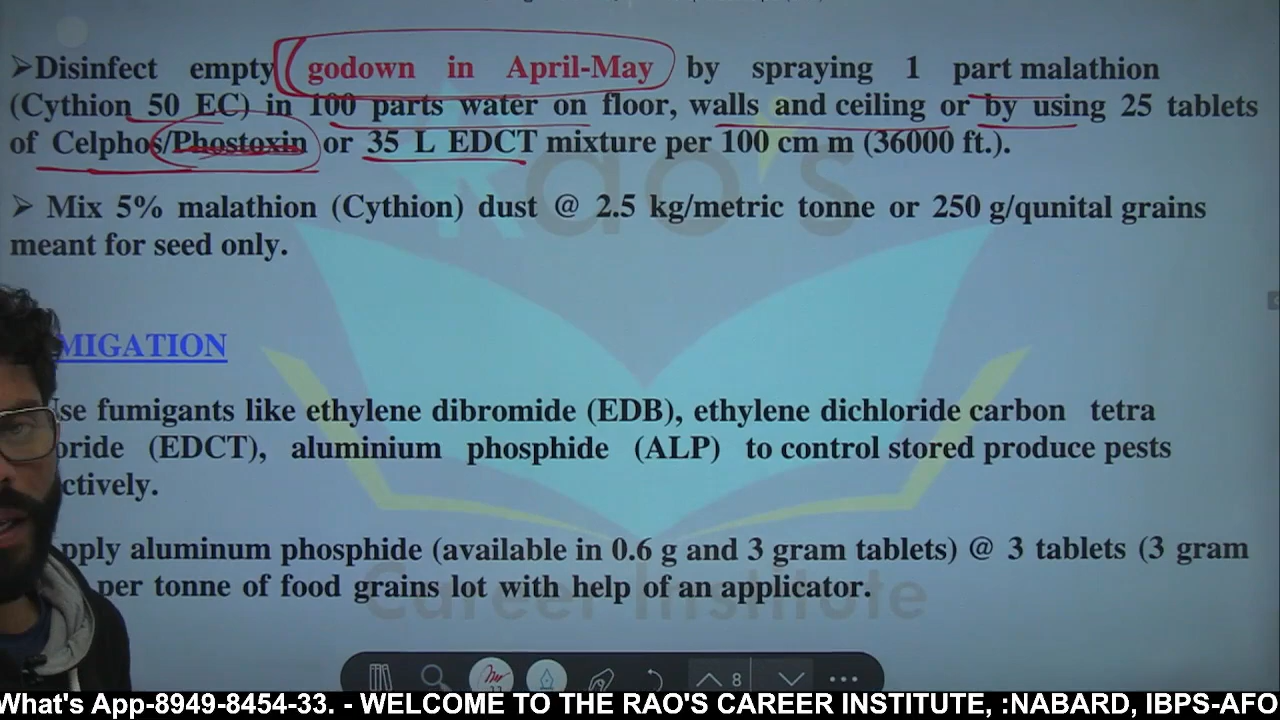 ➢Disinfect empty godown in April-May by spraying 1 part malathion
(Cythion 50 EC) in 100 parts water on floor, walls and ceiling or by using 25 tablets
of Celphos/Phostoxin or 35 L EDCT mixture per 100 cm m (36000 ft.).
➢ Mix 5% malathion (Cythion) dust @ 2.5 kg/metric tonne or 250 g/qunital grains
meant for seed only.
MIGATION
se fumigants like ethylene dibromide (EDB), ethylene dichloride carbon tetra
oride (EDCT), aluminium phosphide (ALP) to control stored produce pests
ctively.
pply aluminum phosphide (available in 0.6 g and 3 gram tablets) @ 3 tablets (3 gram
per tonne of food grains lot with help of an applicator.
rao's
Career Institute
8
What's App-8949-8454-33. - WELCOME TO THE RAO'S CAREER INSTITUTE, :NABARD, IBPS-AFO